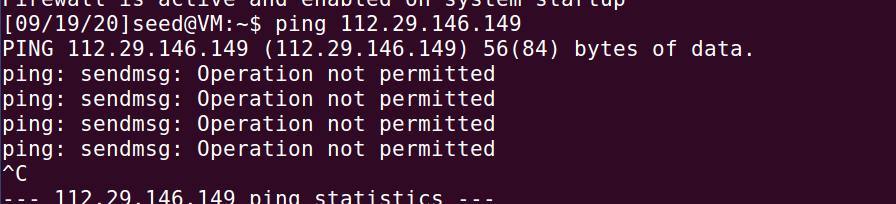 Firewall is active and enabled on system startup
[09/19/20]seed@VM:~$ ping 112.29.146.149
PING 112.29.146.149 (112.29.146.149) 56(84) bytes of data.
ping: sendmsg: Operation not permitted
ping: sendmsg: Operation not permitted
ping: sendmsg: Operation not permitted
ping: sendmsg: Operation not permitted
^C
--- 112.29.146.149 ping statistics ---